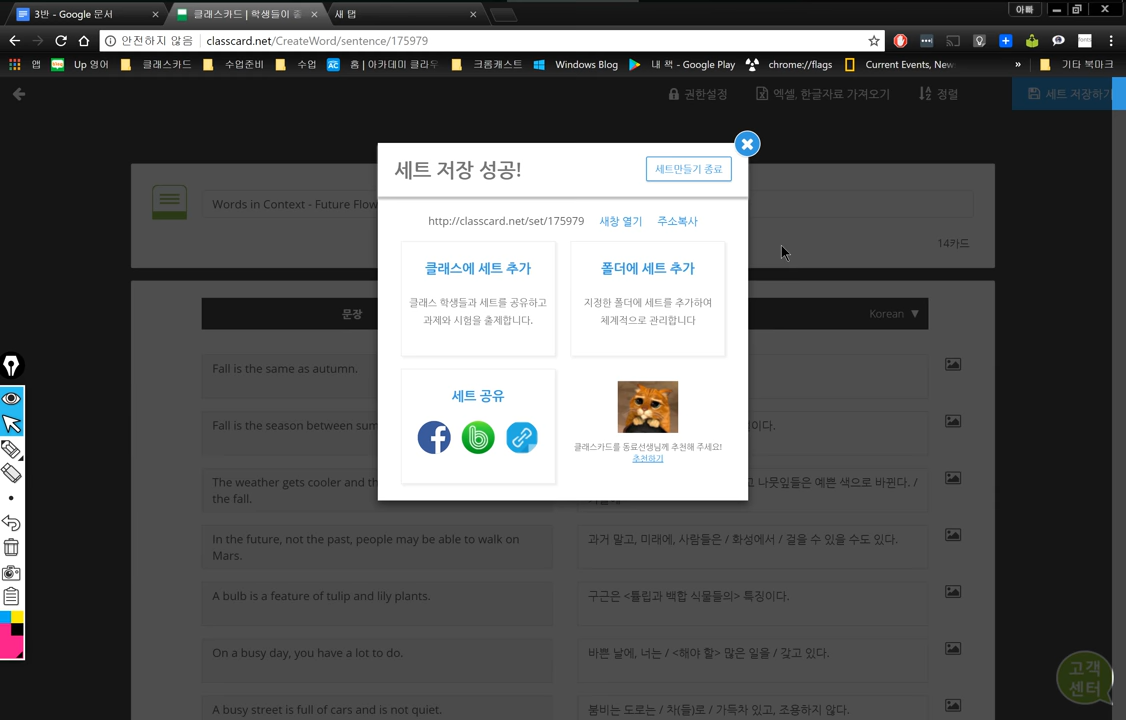 3반 - Google 문서
클래스카드 | 학생들이 즐
새 탭
아빠
안전하지 않음
classcard.net/CreateWord/sentence/175979
앱
Up 영어
클래스카드
수업준비
수업
홈 | 아카데미 클라우
크롬캐스트
Windows Blog
내 책 - Google Play
chrome://flags
Current Events, New
»
기타 북마크
권한설정
엑셀, 한글자료 가져오기
정렬
세트 저장하기
세트 저장 성공!
세트만들기 종료
Words in Context - Future Flow
http://classcard.net/set/175979
새창 열기
주소복사
14카드
클래스에 세트 추가
클래스 학생들과 세트를 공유하고
과제와 시험을 출제합니다.
폴더에 세트 추가
지정한 폴더에 세트를 추가하여
체계적으로 관리합니다
세트 공유
클래스카드를 동료선생님께 추천해 주세요!
추천하기
문장
Korean ▼
Fall is the same as autumn.
Fall is the season between sum
이다.
The weather gets cooler and th
the fall.
고 나뭇잎들은 예쁜 색으로 바뀐다. /
In the future, not the past, people may be able to walk on
Mars.
과거 말고, 미래에, 사람들은 / 화성에서 / 걸을 수 있을 수도 있다.
A bulb is a feature of tulip and lily plants.
구근은 <튤립과 백합 식물들의> 특징이다.
On a busy day, you have a lot to do.
바쁜 날에, 너는 / <해야 할> 많은 일을 / 갖고 있다.
A busy street is full of cars and is not quiet.
붐비는 도로는 / 차(들)로 / 가득차 있고, 조용하지 않다.
고객
센터